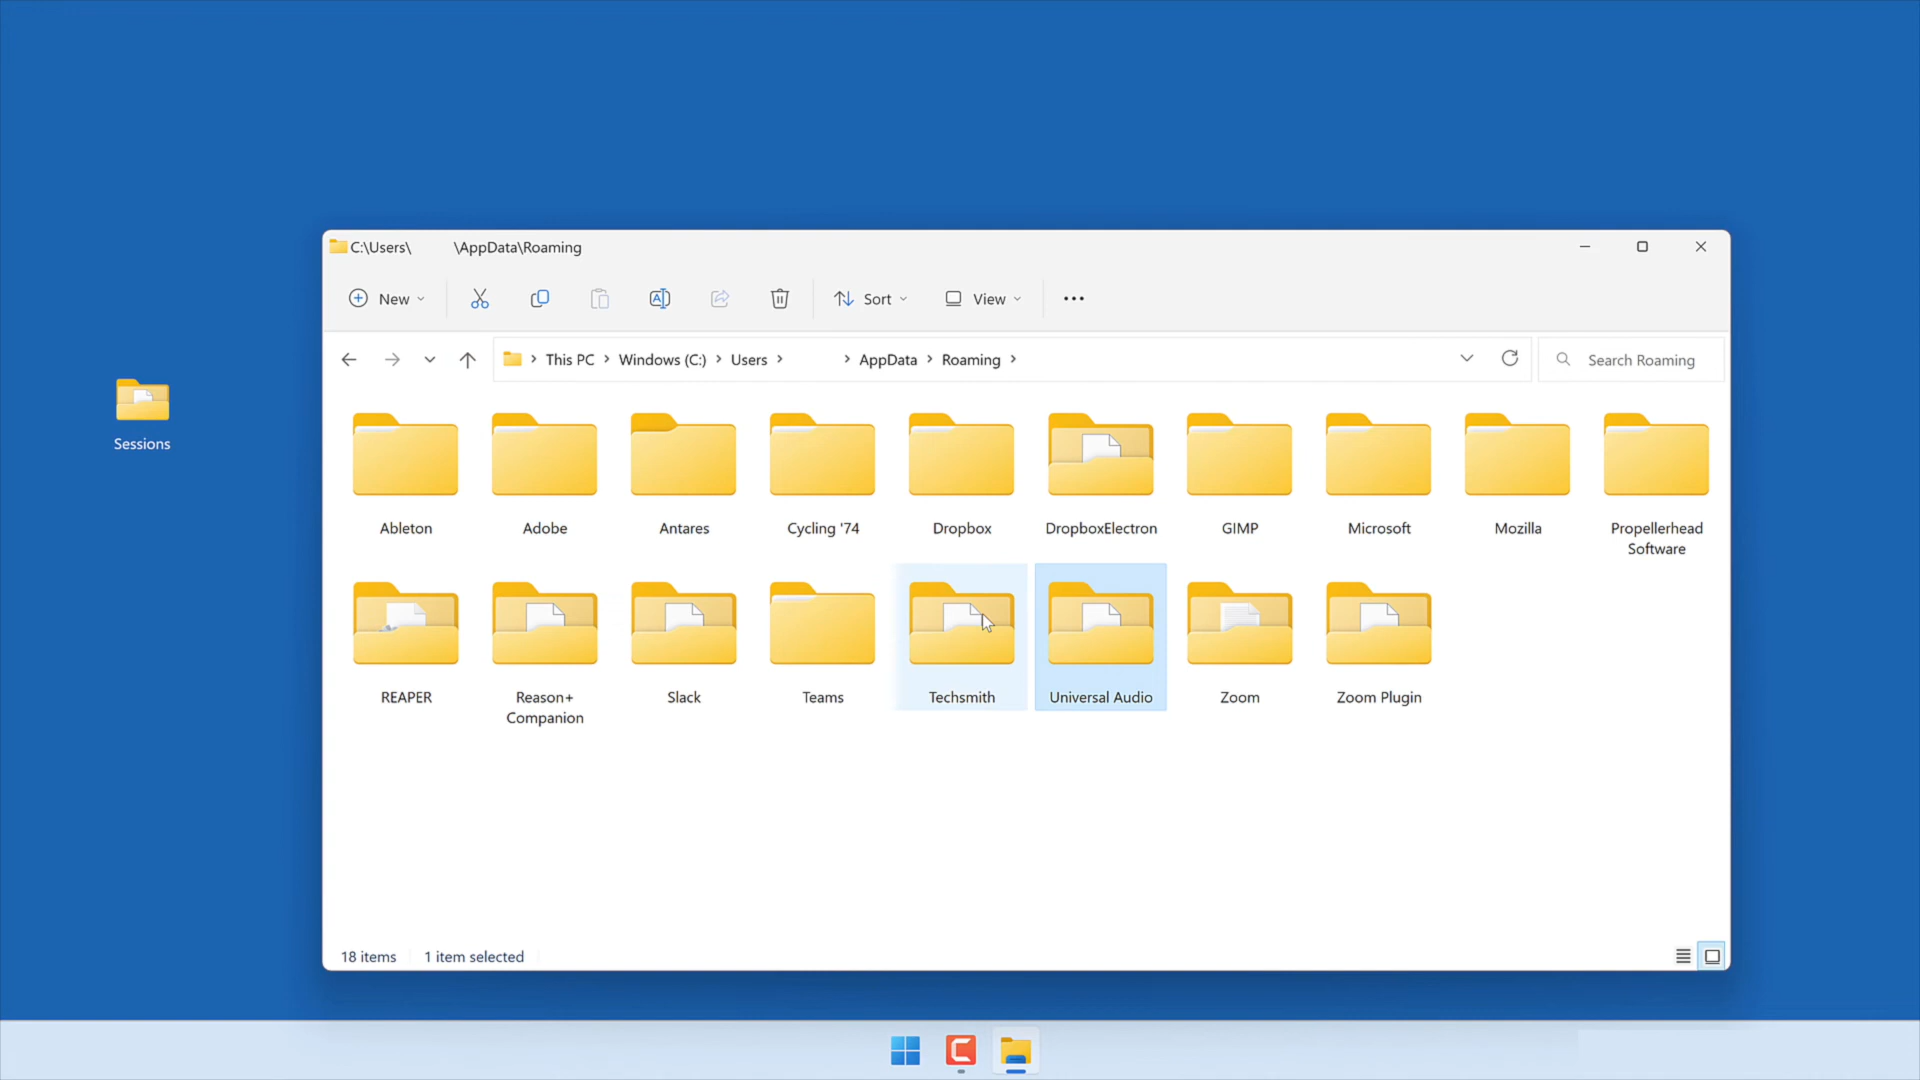 C:\Users\ \AppData\Roaming
New Sort View
This PC Windows (C:) Users AppData Roaming Search Roaming
Sessions
Ableton Adobe Antares Cycling '74 Dropbox DropboxElectron GIMP Microsoft Mozilla Propellerhead
Software
REAPER Reason+ Slack Teams Techsmith Universal Audio Zoom Zoom Plugin
Companion
18 items 1 item selected